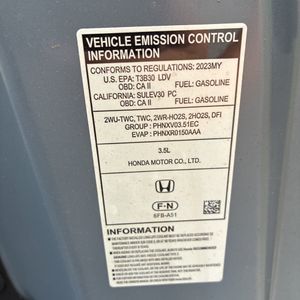 VEHICLE EMISSION CONTROL
INFORMATION
CONFORMS TO REGULATIONS: 2023MY
U.S. EPA: T3B30 LDV
OBD: CA II FUEL: GASOLINE
CALIFORNIA: SULEV30 PC
OBD: CA II FUEL: GASOLINE
2WU-TWC, TWC, 2WR-HO2S, 2HO2S, DFI
GROUP : PHNXV03.51EC
EVAP : PHNXR0150AAA
3.5L
HONDA MOTOR CO., LTD.
F-N
6FB-A51
INFORMATION